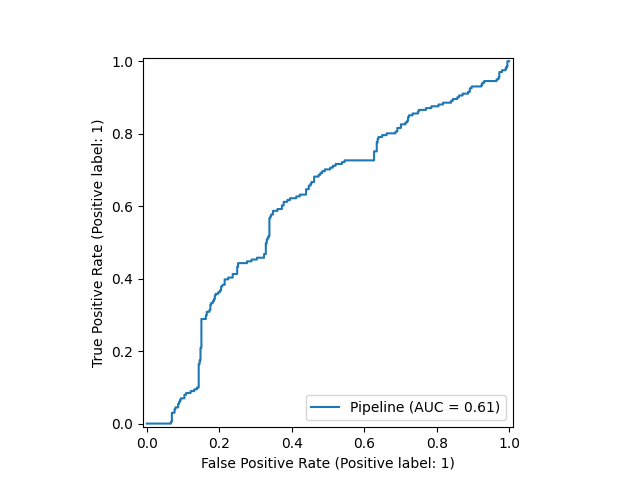 1.0
0.8
0.6
0.4
0.2
0.0
True Positive Rate (Positive label: 1)
Pipeline (AUC = 0.61)
0.0 0.2 0.4 0.6 0.8 1.0
False Positive Rate (Positive label: 1)